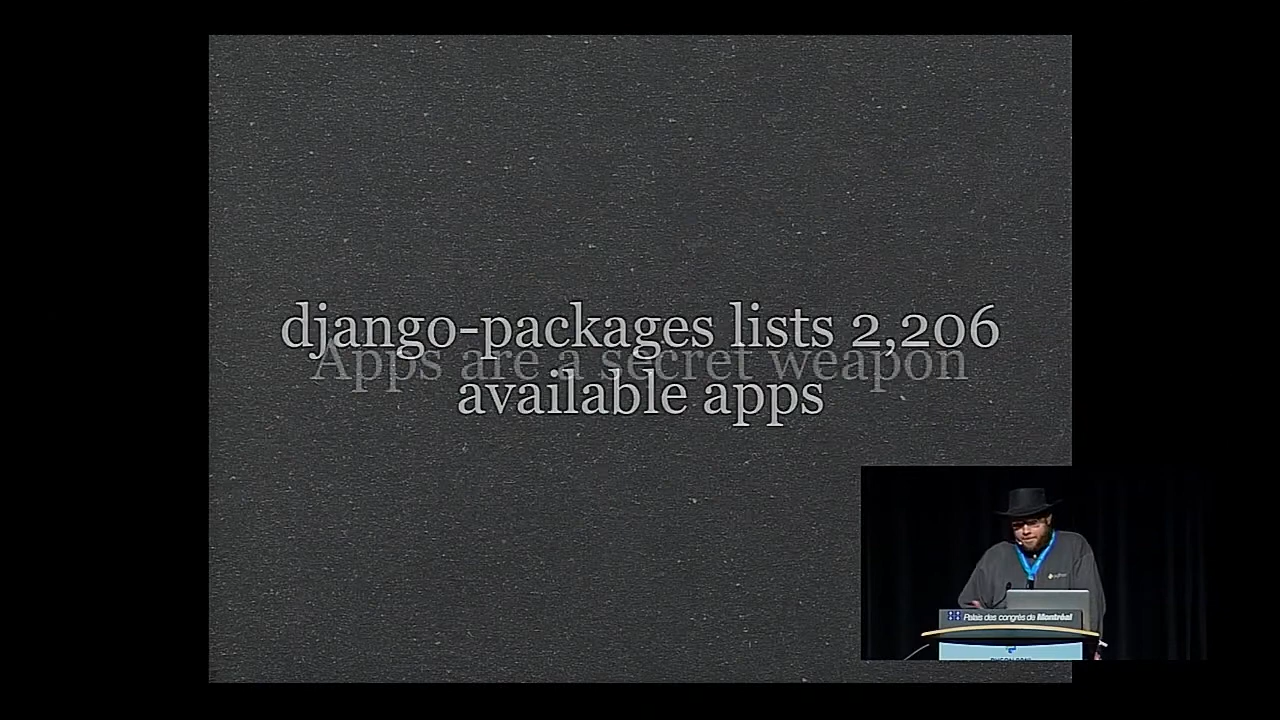 django-packages lists 2,206
Apps are a secret weapon
available apps
Palais des congrès de Montréal